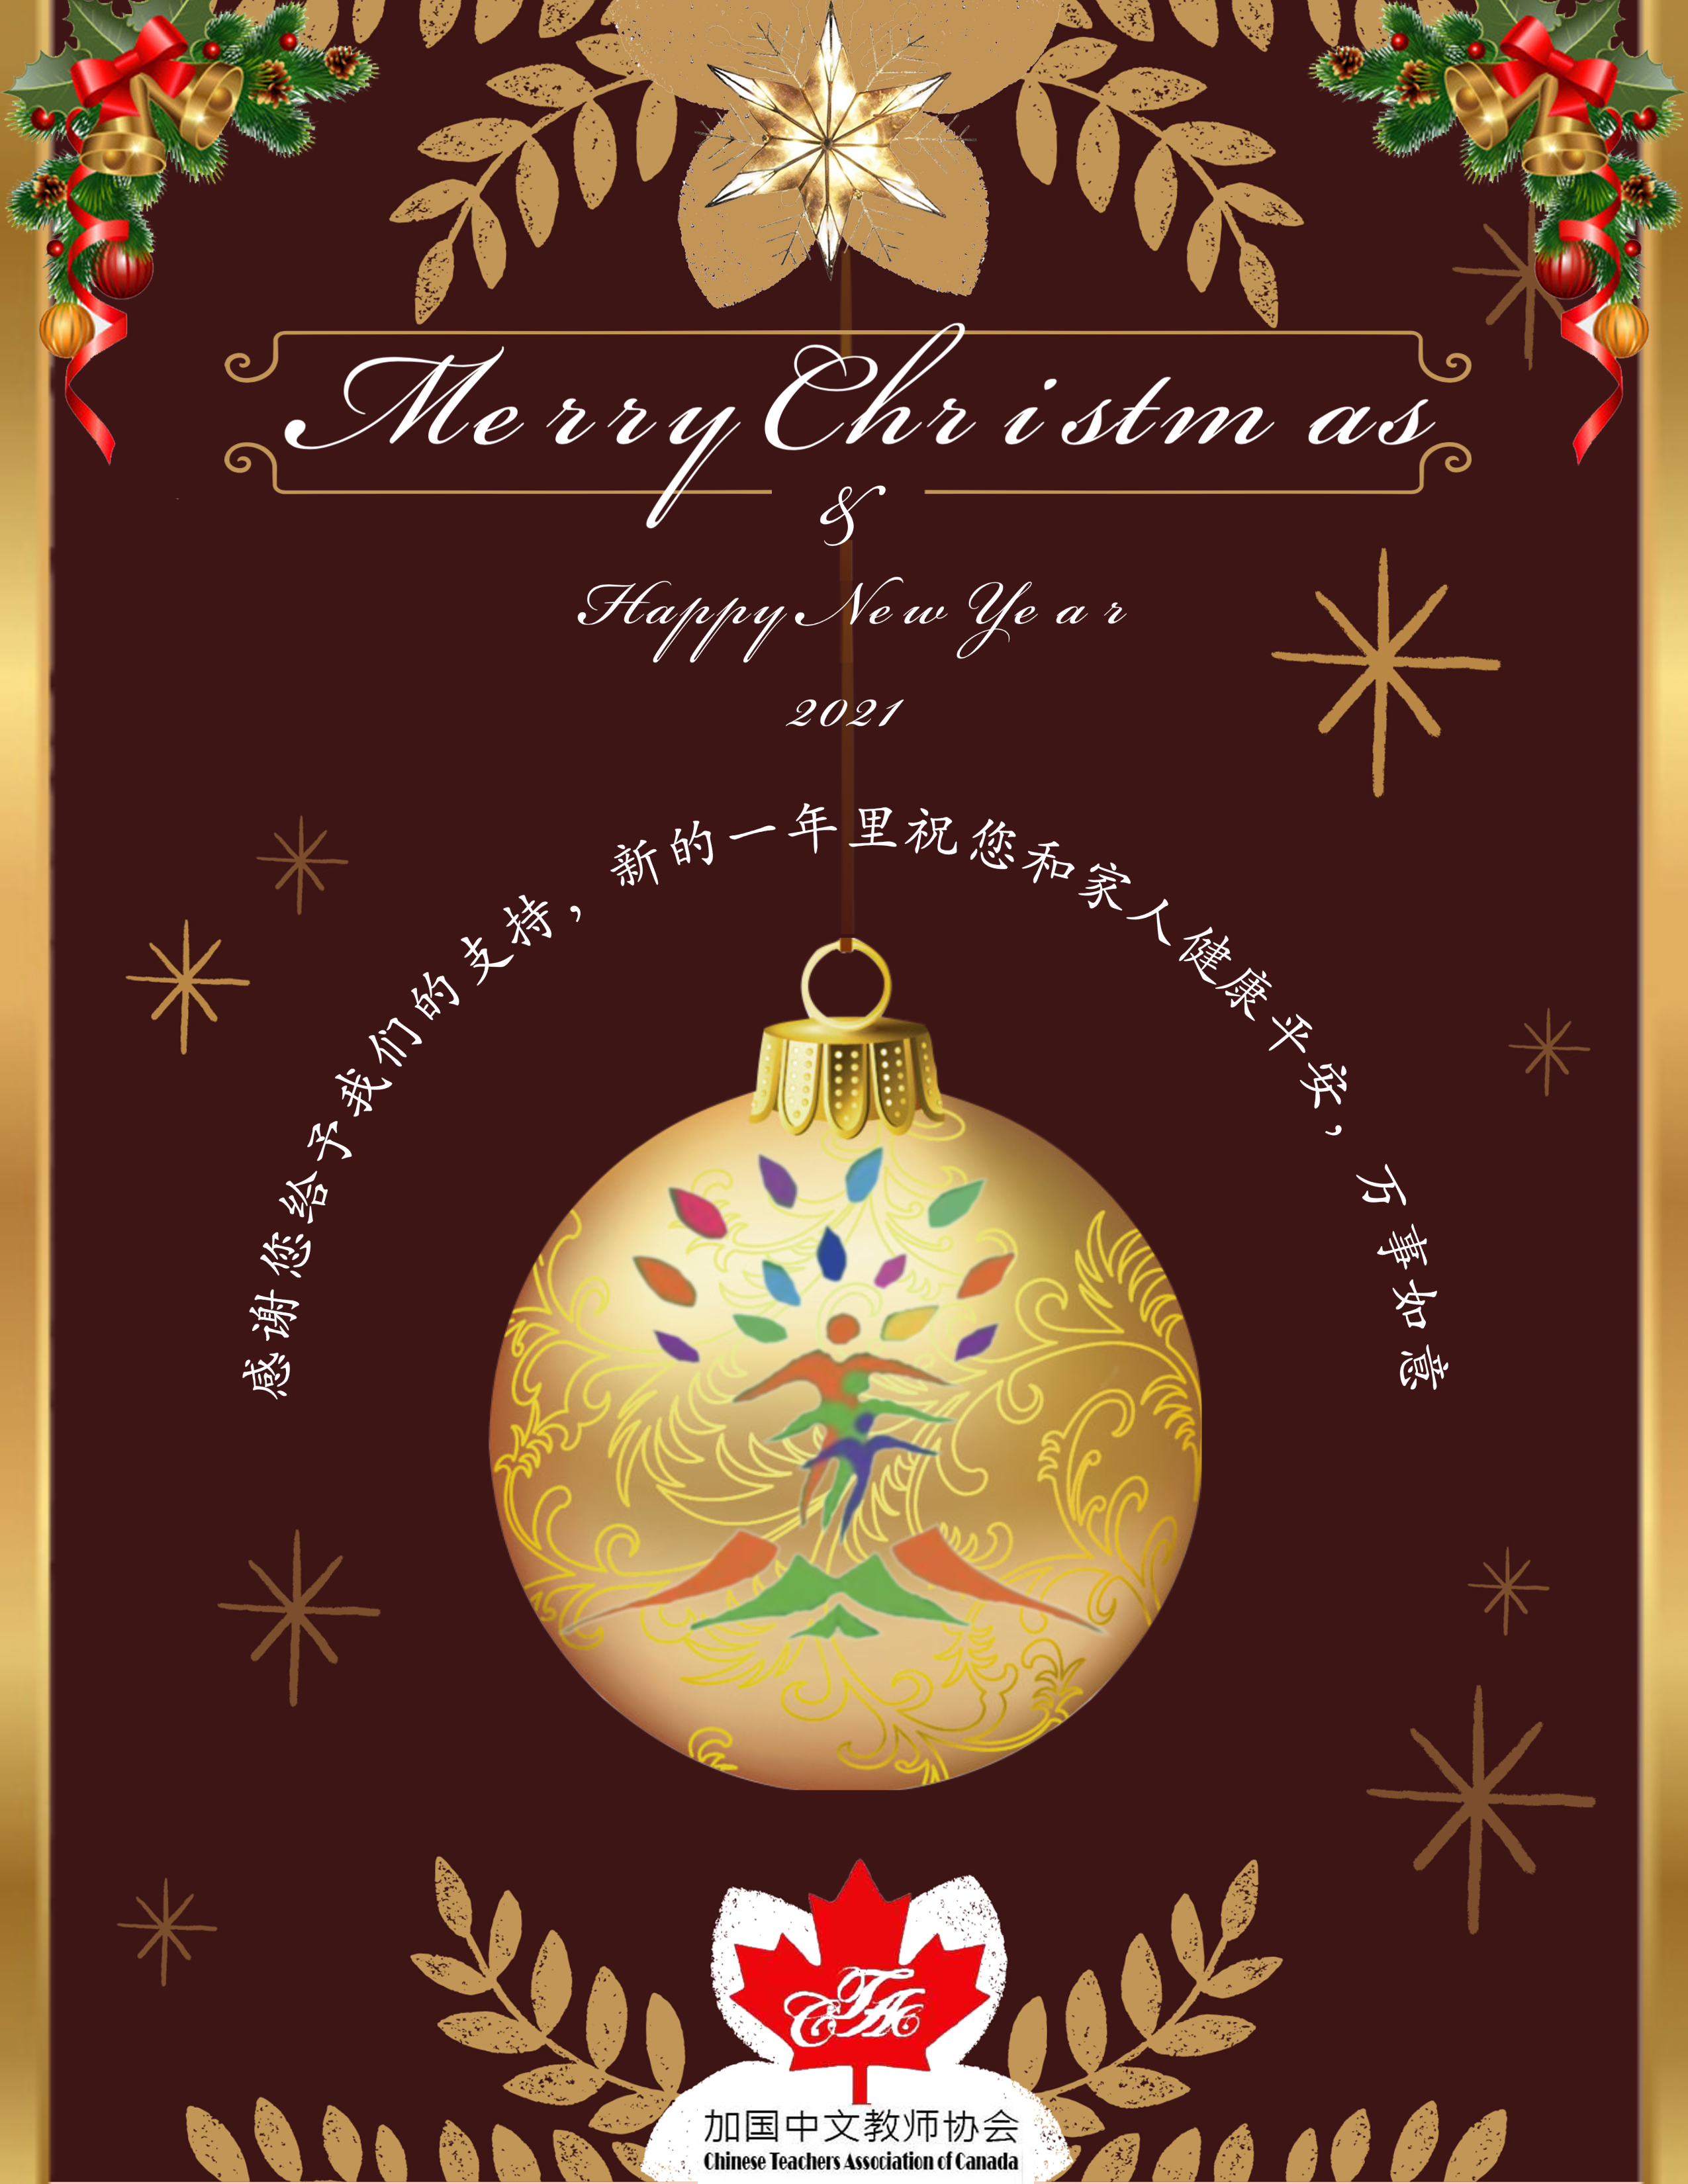 Merry Christmas
&
Happy New Year
2021
感谢您给予我们的支持，新的一年里祝您和家人健康平安，万事如意
CTAC
加国中文教师协会
Chinese Teachers Association of Canada